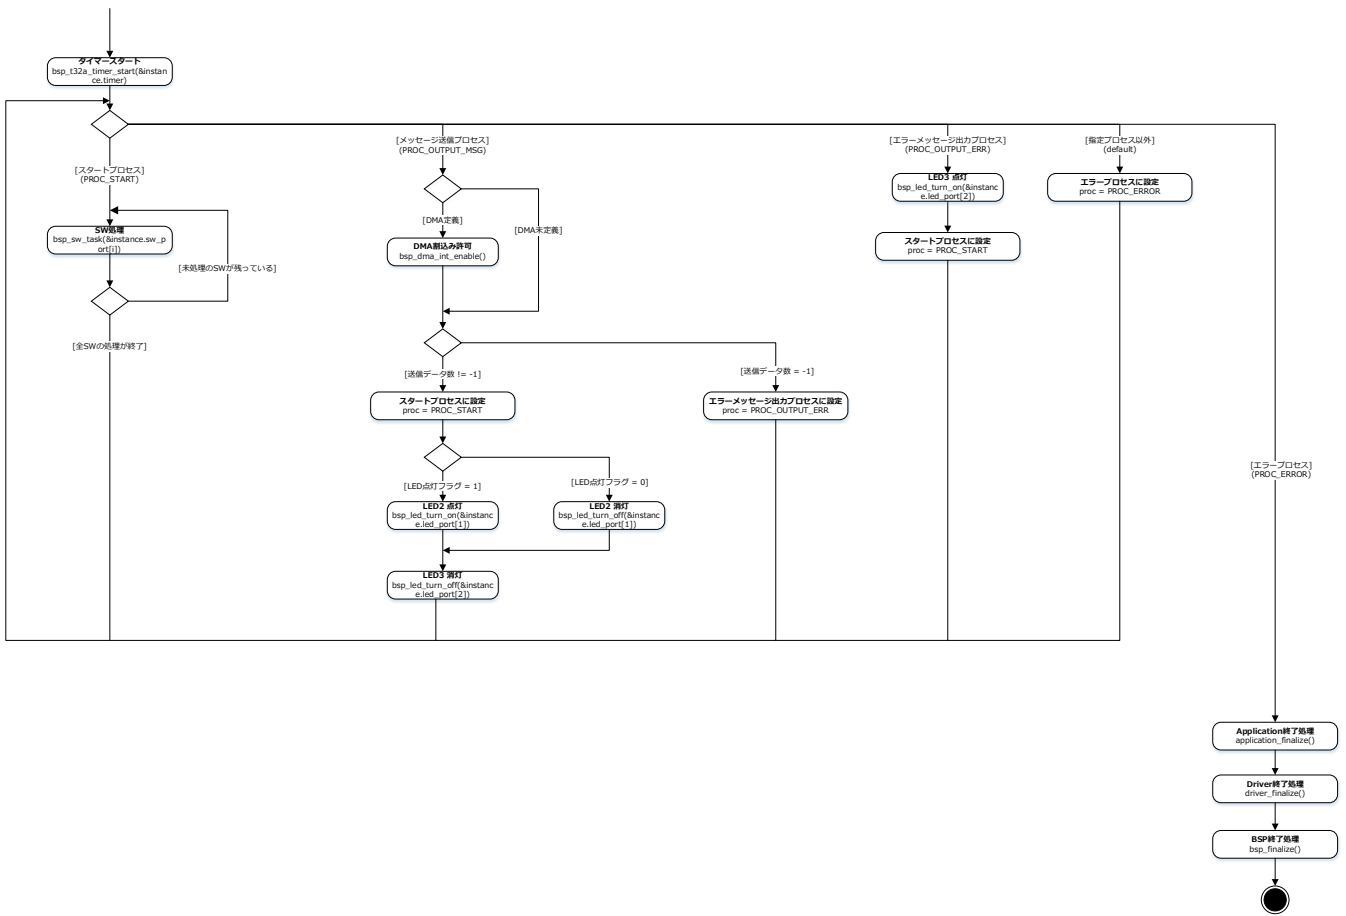 タイマースタート
bsp_t32a_timer_start(&instan
ce.timer)
[スタートプロセス]
(PROC_START)
SW処理
bsp_sw_task(&instance.sw_p
ort[i])
[未処理のSWが残っている]
[全SWの処理が終了]
[メッセージ送信プロセス]
(PROC_OUTPUT_MSG)
[DMA定義]
[DMA未定義]
DMA割込み許可
bsp_dma_int_enable()
[送信データ数 != -1]
[送信データ数 = -1]
スタートプロセスに設定
proc = PROC_START
エラーメッセージ出力プロセスに設定
proc = PROC_OUTPUT_ERR
[LED点灯フラグ = 1]
[LED点灯フラグ = 0]
LED2 点灯
bsp_led_turn_on(&instanc
e.led_port[1])
LED2 消灯
bsp_led_turn_off(&instanc
e.led_port[1])
LED3 消灯
bsp_led_turn_off(&instanc
e.led_port[2])
[エラーメッセージ出力プロセス]
(PROC_OUTPUT_ERR)
LED3 点灯
bsp_led_turn_on(&instanc
e.led_port[2])
スタートプロセスに設定
proc = PROC_START
[指定プロセス以外]
(default)
エラープロセスに設定
proc = PROC_ERROR
[エラープロセス]
(PROC_ERROR)
Application終了処理
application_finalize()
Driver終了処理
driver_finalize()
BSP終了処理
bsp_finalize()